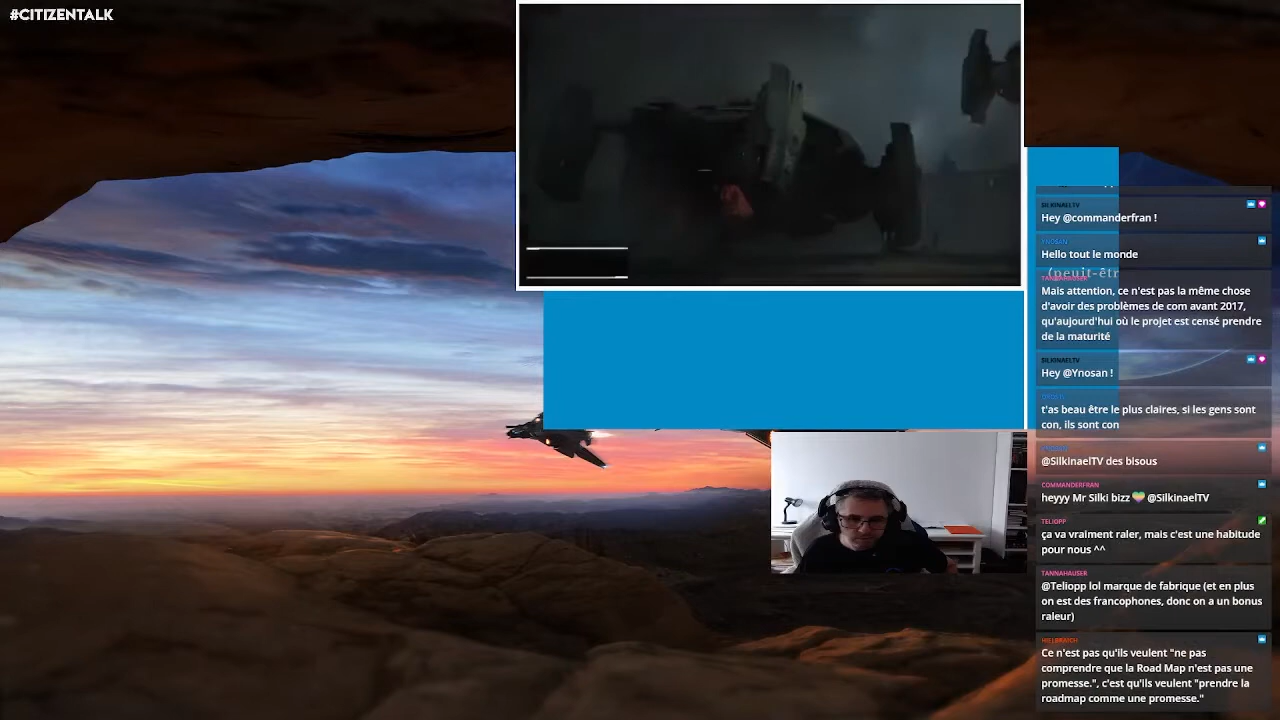 #CITIZENTALK
SILKINAELTV
Hey @commanderfran !
YNOSAN
Hello tout le monde
(peuit-êtr
TANNAHAUSER
Mais attention, ce n'est pas la même chose
d'avoir des problèmes de com avant 2017,
qu'aujourd'hui où le projet est censé prendre
de la maturité
SILKINAELTV
Hey @Ynosan !
t'as beau être le plus claires, si les gens sont
con, ils sont con
@SilkinaelTV des bisous
COMMANDERFRAN
heyyy Mr Silki bizz @SilkinaelTV
TELIOPP
ça va vraiment raler, mais c'est une habitude
pour nous ^^
TANNAHAUSER
@Teliopp lol marque de fabrique (et en plus
on est des francophones, donc on a un bonus
raleur)
Ce n'est pas qu'ils veulent "ne pas
comprendre que la Road Map n'est pas une
promesse.", c'est qu'ils veulent "prendre la
roadmap comme une promesse."